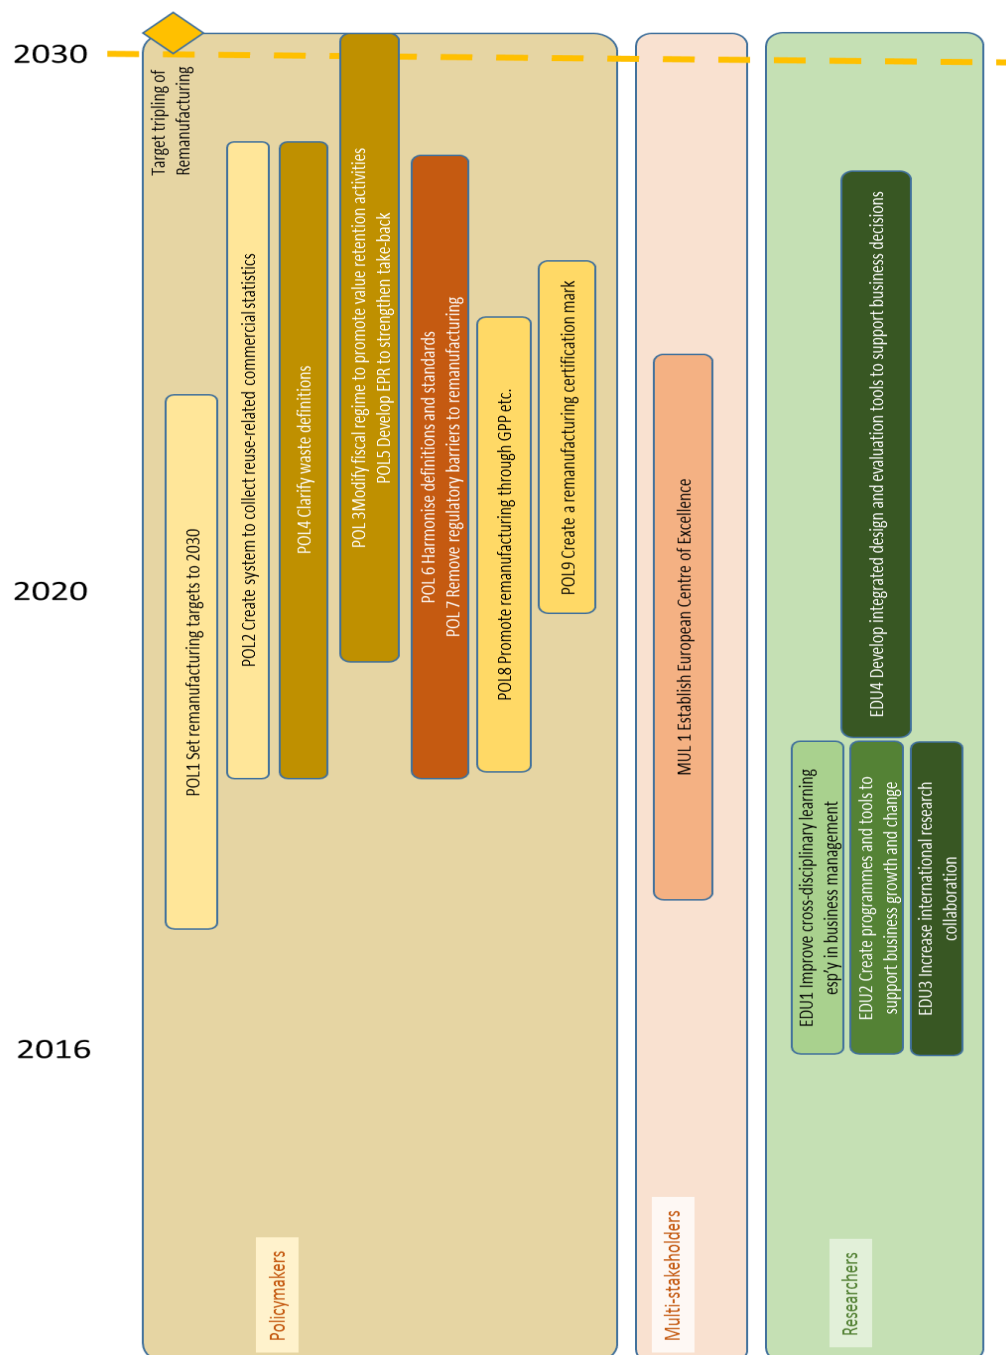 2030
2020
2016
Target tripling of
Remanufacturing
POL1 Set remanufacturing targets to 2030
POL2 Create system to collect reuse-related commercial statistics
POL4 Clarify waste definitions
POL 3Modify fiscal regime to promote value retention activities
POL5 Develop EPR to strengthen take-back
POL 6 Harmonise definitions and standards
POL 7 Remove regulatory barriers to remanufacturing
POL8 Promote remanufacturing through GPP etc.
POL9 Create a remanufacturing certification mark
Policymakers
MUL 1 Establish European Centre of Excellence
Multi-stakeholders
EDU1 Improve cross-disciplinary learning
esp'y in business management
EDU2 Create programmes and tools to
support business growth and change
EDU3 Increase international research
collaboration
EDU4 Develop integrated design and evaluation tools to support business decisions
Researchers